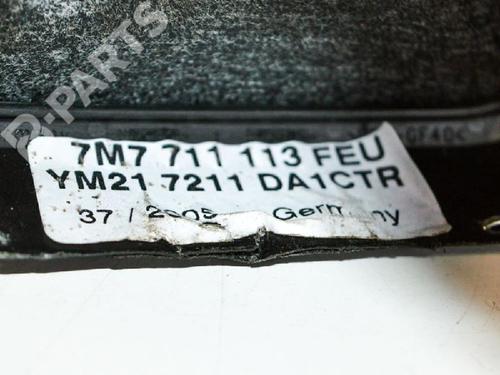 B-PARTS
7M7 711 113 FEU
YM21 7211 DA1CTR
37 / 2005 Germany